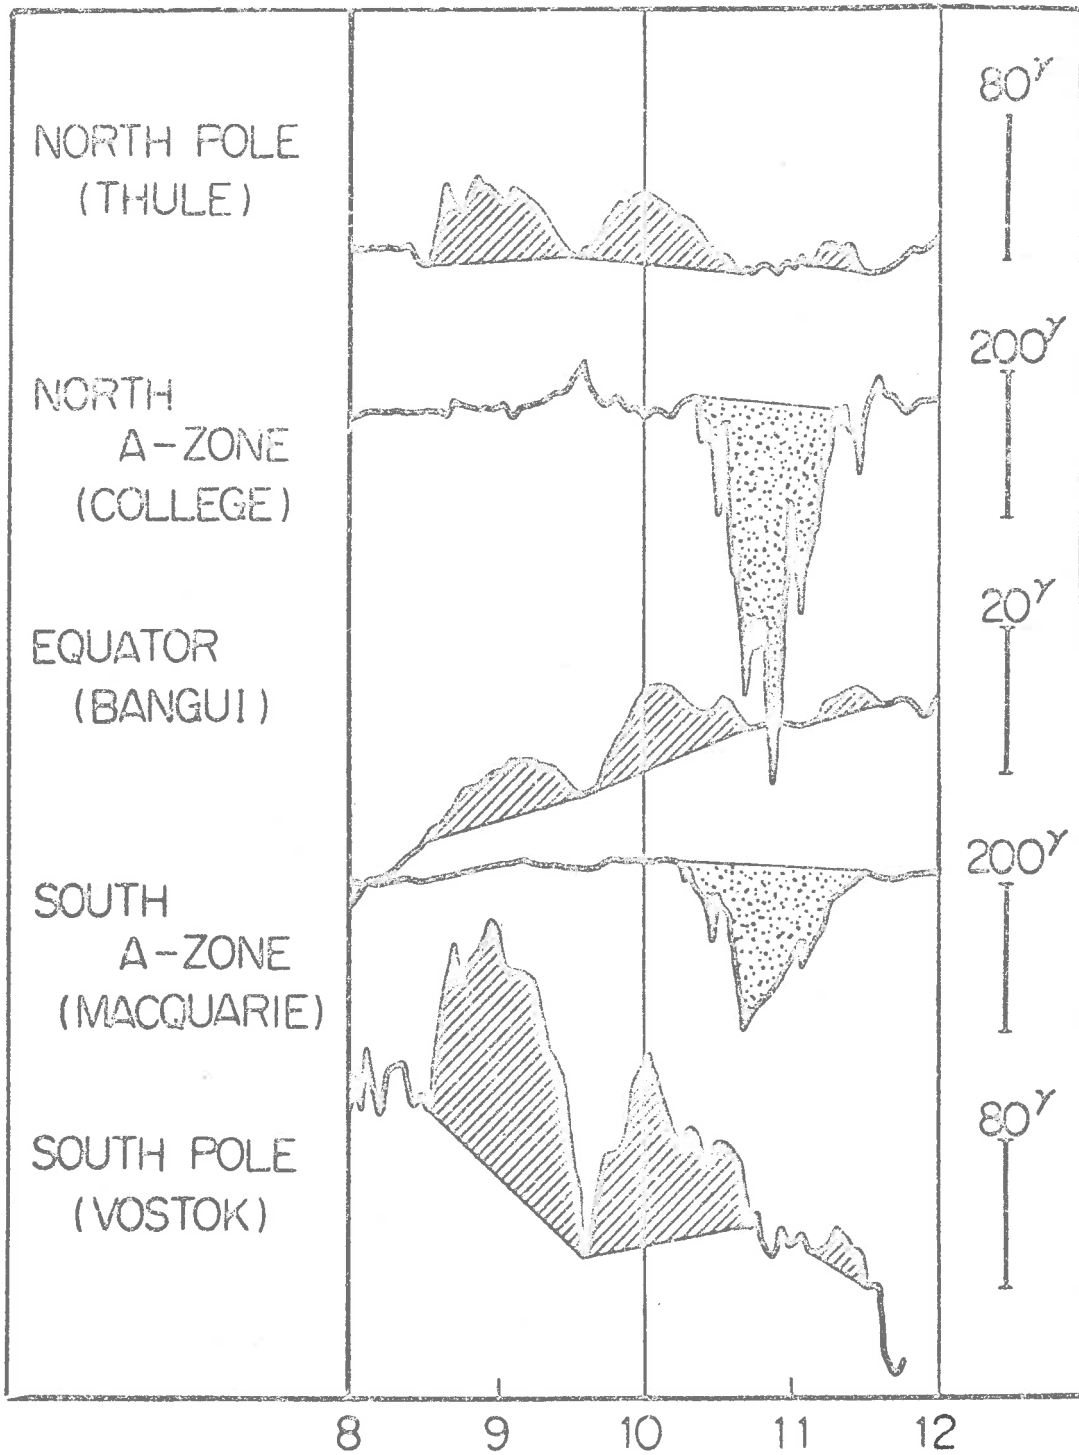 80γ
NORTH POLE
(THULE)
200γ
NORTH
A-ZONE
(COLLEGE)
20γ
EQUATOR
(BANGUI)
200γ
SOUTH
A-ZONE
(MACQUARIE)
80γ
SOUTH POLE
(VOSTOK)
8 9 10 11 12